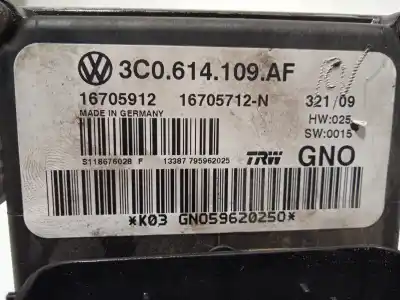 3C0.614.109.AF
16705912 16705712-N 321/09
MADE IN GERMANY HW:025
SW:0015
S118676028 F 13387 795962025 TRW GNO
*K03 GNO59620250*